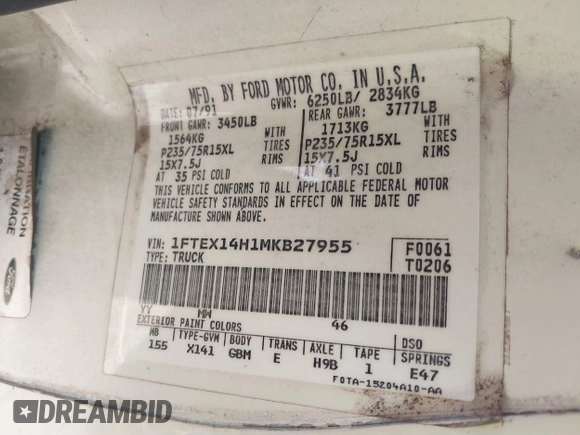 MFD. BY FORD MOTOR CO. IN U.S.A.
DATE: 07/91 GVWR: 6250LB/ 2834KG
FRONT GAWR: 3450LB REAR GAWR: 3777LB
1564KG WITH 1713KG WITH
P235/75R15XL TIRES P235/75R15XL TIRES
15X7.5J RIMS 15X7.5J RIMS
AT 35 PSI COLD AT 41 PSI COLD
THIS VEHICLE CONFORMS TO ALL APPLICABLE FEDERAL MOTOR
VEHICLE SAFETY STANDARDS IN EFFECT ON THE DATE OF
MANUFACTURE SHOWN ABOVE.
VIN: 1FTEX14H1MKB27955 F0061
TYPE: TRUCK T0206
YY MW 46
EXTERIOR PAINT COLORS DSO
WB TYPE-GVW BODY TRANS AXLE TAPE SPRINGS
155 X141 GBM E H9B 1 E47
F0TA-15204A10-AA
ETALONNAGE
Ford
DREAMBID